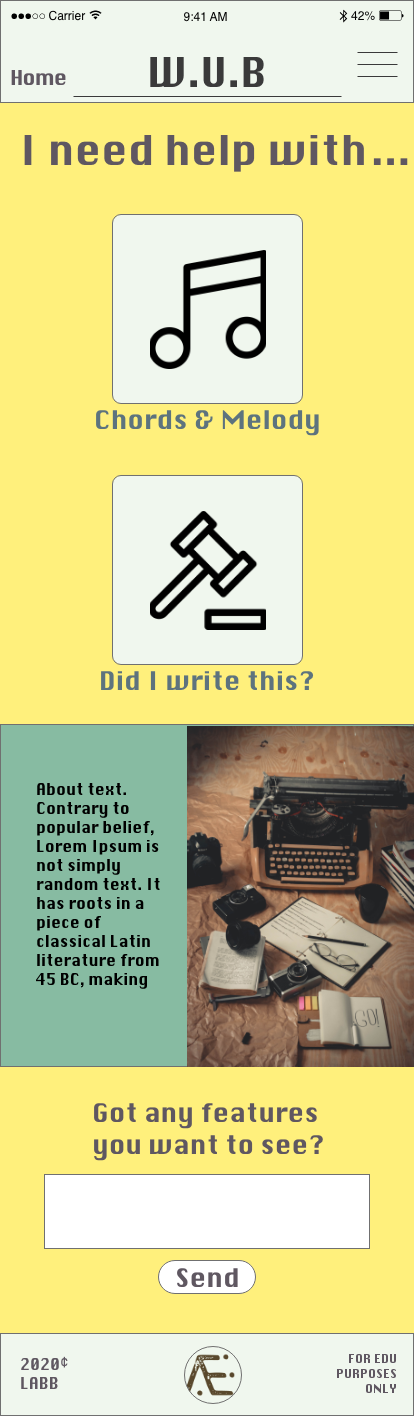 Carrier 9:41 AM 42%
Home W.U.B
I need help with...
Chords & Melody
Did I write this?
About text.
Contrary to
popular belief,
Lorem Ipsum is
not simply
random text. It
has roots in a
piece of
classical Latin
literature from
45 BC, making
GO!
Got any features
you want to see?
Send
2020¢
LABB
Æ:
FOR EDU
PURPOSES
ONLY